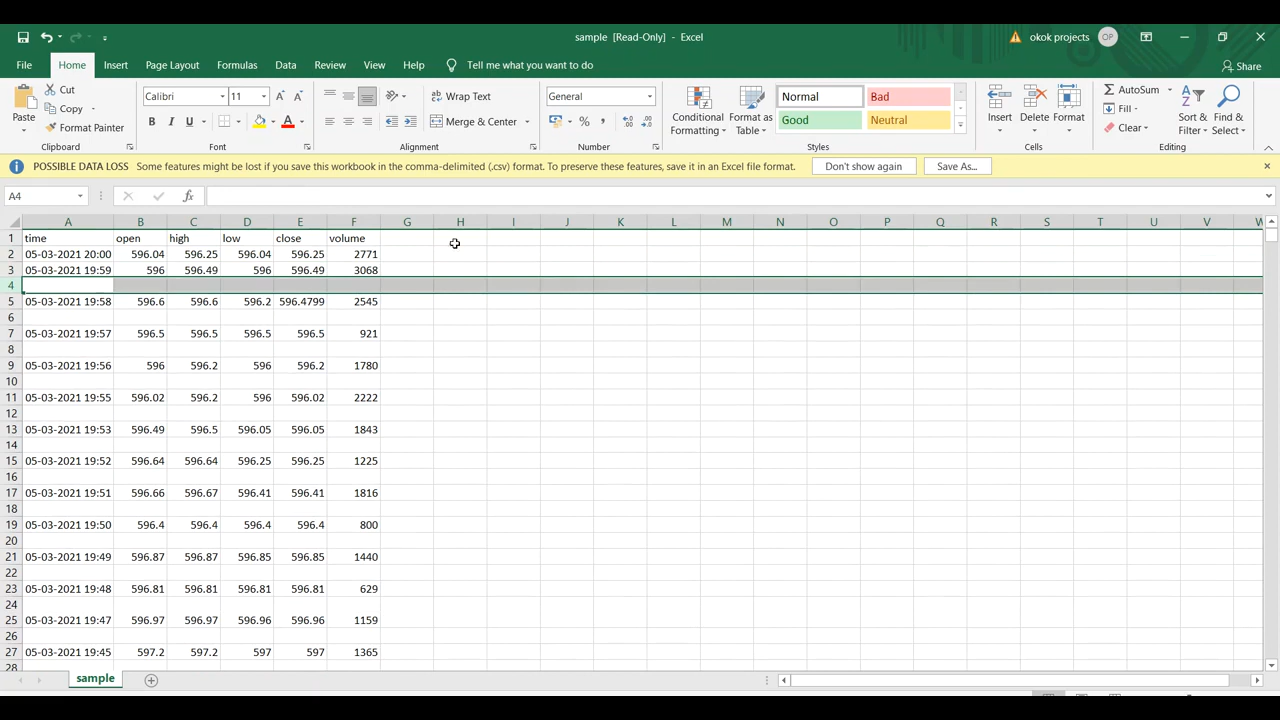 sample [Read-Only] - Excel
okok projects OP
File Home Insert Page Layout Formulas Data Review View Help Tell me what you want to do Share
Paste
Cut
Copy
Format Painter
Clipboard
Calibri 11
B I U
Font
Wrap Text
Merge & Center
Alignment
General
Number
Conditional Formatting
Format as Table
Normal Bad
Good Neutral
Styles
Insert Delete Format
Cells
AutoSum
Fill
Clear
Sort & Filter
Find & Select
Editing
POSSIBLE DATA LOSS Some features might be lost if you save this workbook in the comma-delimited (.csv) format. To preserve these features, save it in an Excel file format. Don't show again Save As...
A4 fx
A B C D E F G H I J K L M N O P Q R S T U V W
1 time open high low close volume
2 05-03-2021 20:00 596.04 596.25 596.04 596.25 2771
3 05-03-2021 19:59 596 596.49 596 596.49 3068
4
5 05-03-2021 19:58 596.6 596.6 596.2 596.4799 2545
6
7 05-03-2021 19:57 596.5 596.5 596.5 596.5 921
8
9 05-03-2021 19:56 596 596.2 596 596.2 1780
10
11 05-03-2021 19:55 596.02 596.2 596 596.02 2222
12
13 05-03-2021 19:53 596.49 596.5 596.05 596.05 1843
14
15 05-03-2021 19:52 596.64 596.64 596.25 596.25 1225
16
17 05-03-2021 19:51 596.66 596.67 596.41 596.41 1816
18
19 05-03-2021 19:50 596.4 596.4 596.4 596.4 800
20
21 05-03-2021 19:49 596.87 596.87 596.85 596.85 1440
22
23 05-03-2021 19:48 596.81 596.81 596.81 596.81 629
24
25 05-03-2021 19:47 596.97 596.97 596.96 596.96 1159
26
27 05-03-2021 19:45 597.2 597.2 597 597 1365
28
sample